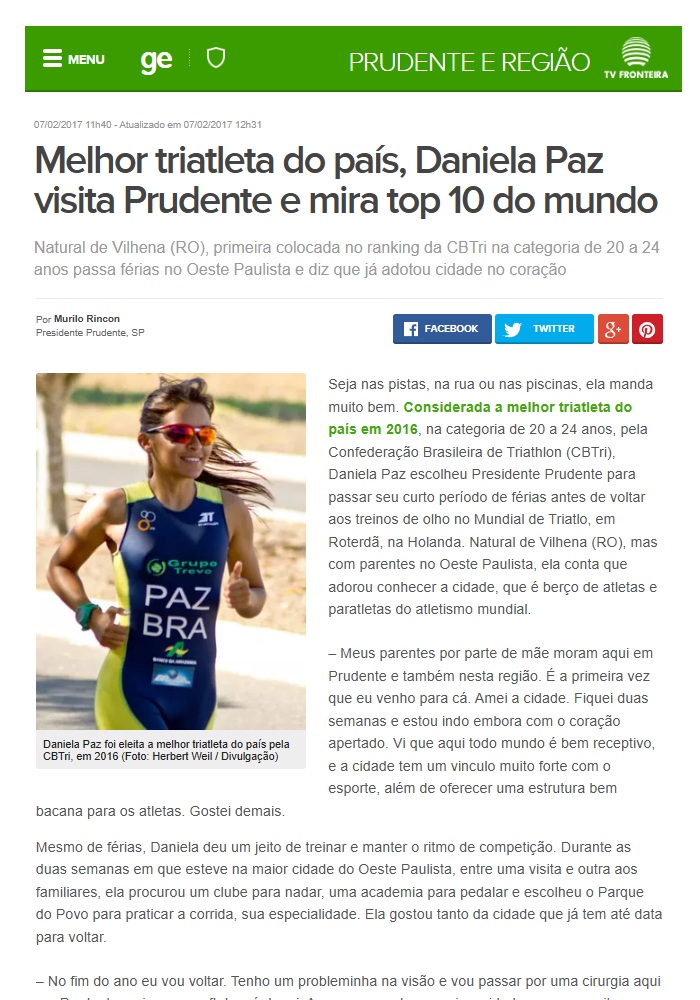 MENU
ge
PRUDENTE E REGIÃO
TV FRONTEIRA
07/02/2017 11h40 - Atualizado em 07/02/2017 12h31
Melhor triatleta do país, Daniela Paz
visita Prudente e mira top 10 do mundo
Natural de Vilhena (RO), primeira colocada no ranking da CBTri na categoria de 20 a 24
anos passa férias no Oeste Paulista e diz que já adotou cidade no coração
Por Murilo Rincon
Presidente Prudente, SP
FACEBOOK
TWITTER
g+
Grupo
Trevo
PAZ
BRA
Daniela Paz foi eleita a melhor triatleta do país pela
CBTri, em 2016 (Foto: Herbert Weil / Divulgação)
Seja nas pistas, na rua ou nas piscinas, ela manda
muito bem. Considerada a melhor triatleta do
país em 2016, na categoria de 20 a 24 anos, pela
Confederação Brasileira de Triathlon (CBTri),
Daniela Paz escolheu Presidente Prudente para
passar seu curto período de férias antes de voltar
aos treinos de olho no Mundial de Triatlo, em
Roterdã, na Holanda. Natural de Vilhena (RO), mas
com parentes no Oeste Paulista, ela conta que
adorou conhecer a cidade, que é berço de atletas e
paratletas do atletismo mundial.
– Meus parentes por parte de mãe moram aqui em
Prudente e também nesta região. É a primeira vez
que eu venho para cá. Amei a cidade. Fiquei duas
semanas e estou indo embora com o coração
apertado. Vi que aqui todo mundo é bem receptivo,
e a cidade tem um vinculo muito forte com o
esporte, além de oferecer uma estrutura bem
bacana para os atletas. Gostei demais.
Mesmo de férias, Daniela deu um jeito de treinar e manter o ritmo de competição. Durante as
duas semanas em que esteve na maior cidade do Oeste Paulista, entre uma visita e outra aos
familiares, ela procurou um clube para nadar, uma academia para pedalar e escolheu o Parque
do Povo para praticar a corrida, sua especialidade. Ela gostou tanto da cidade que já tem até data
para voltar.
– No fim do ano eu vou voltar. Tenho um probleminha na visão e vou passar por uma cirurgia aqui